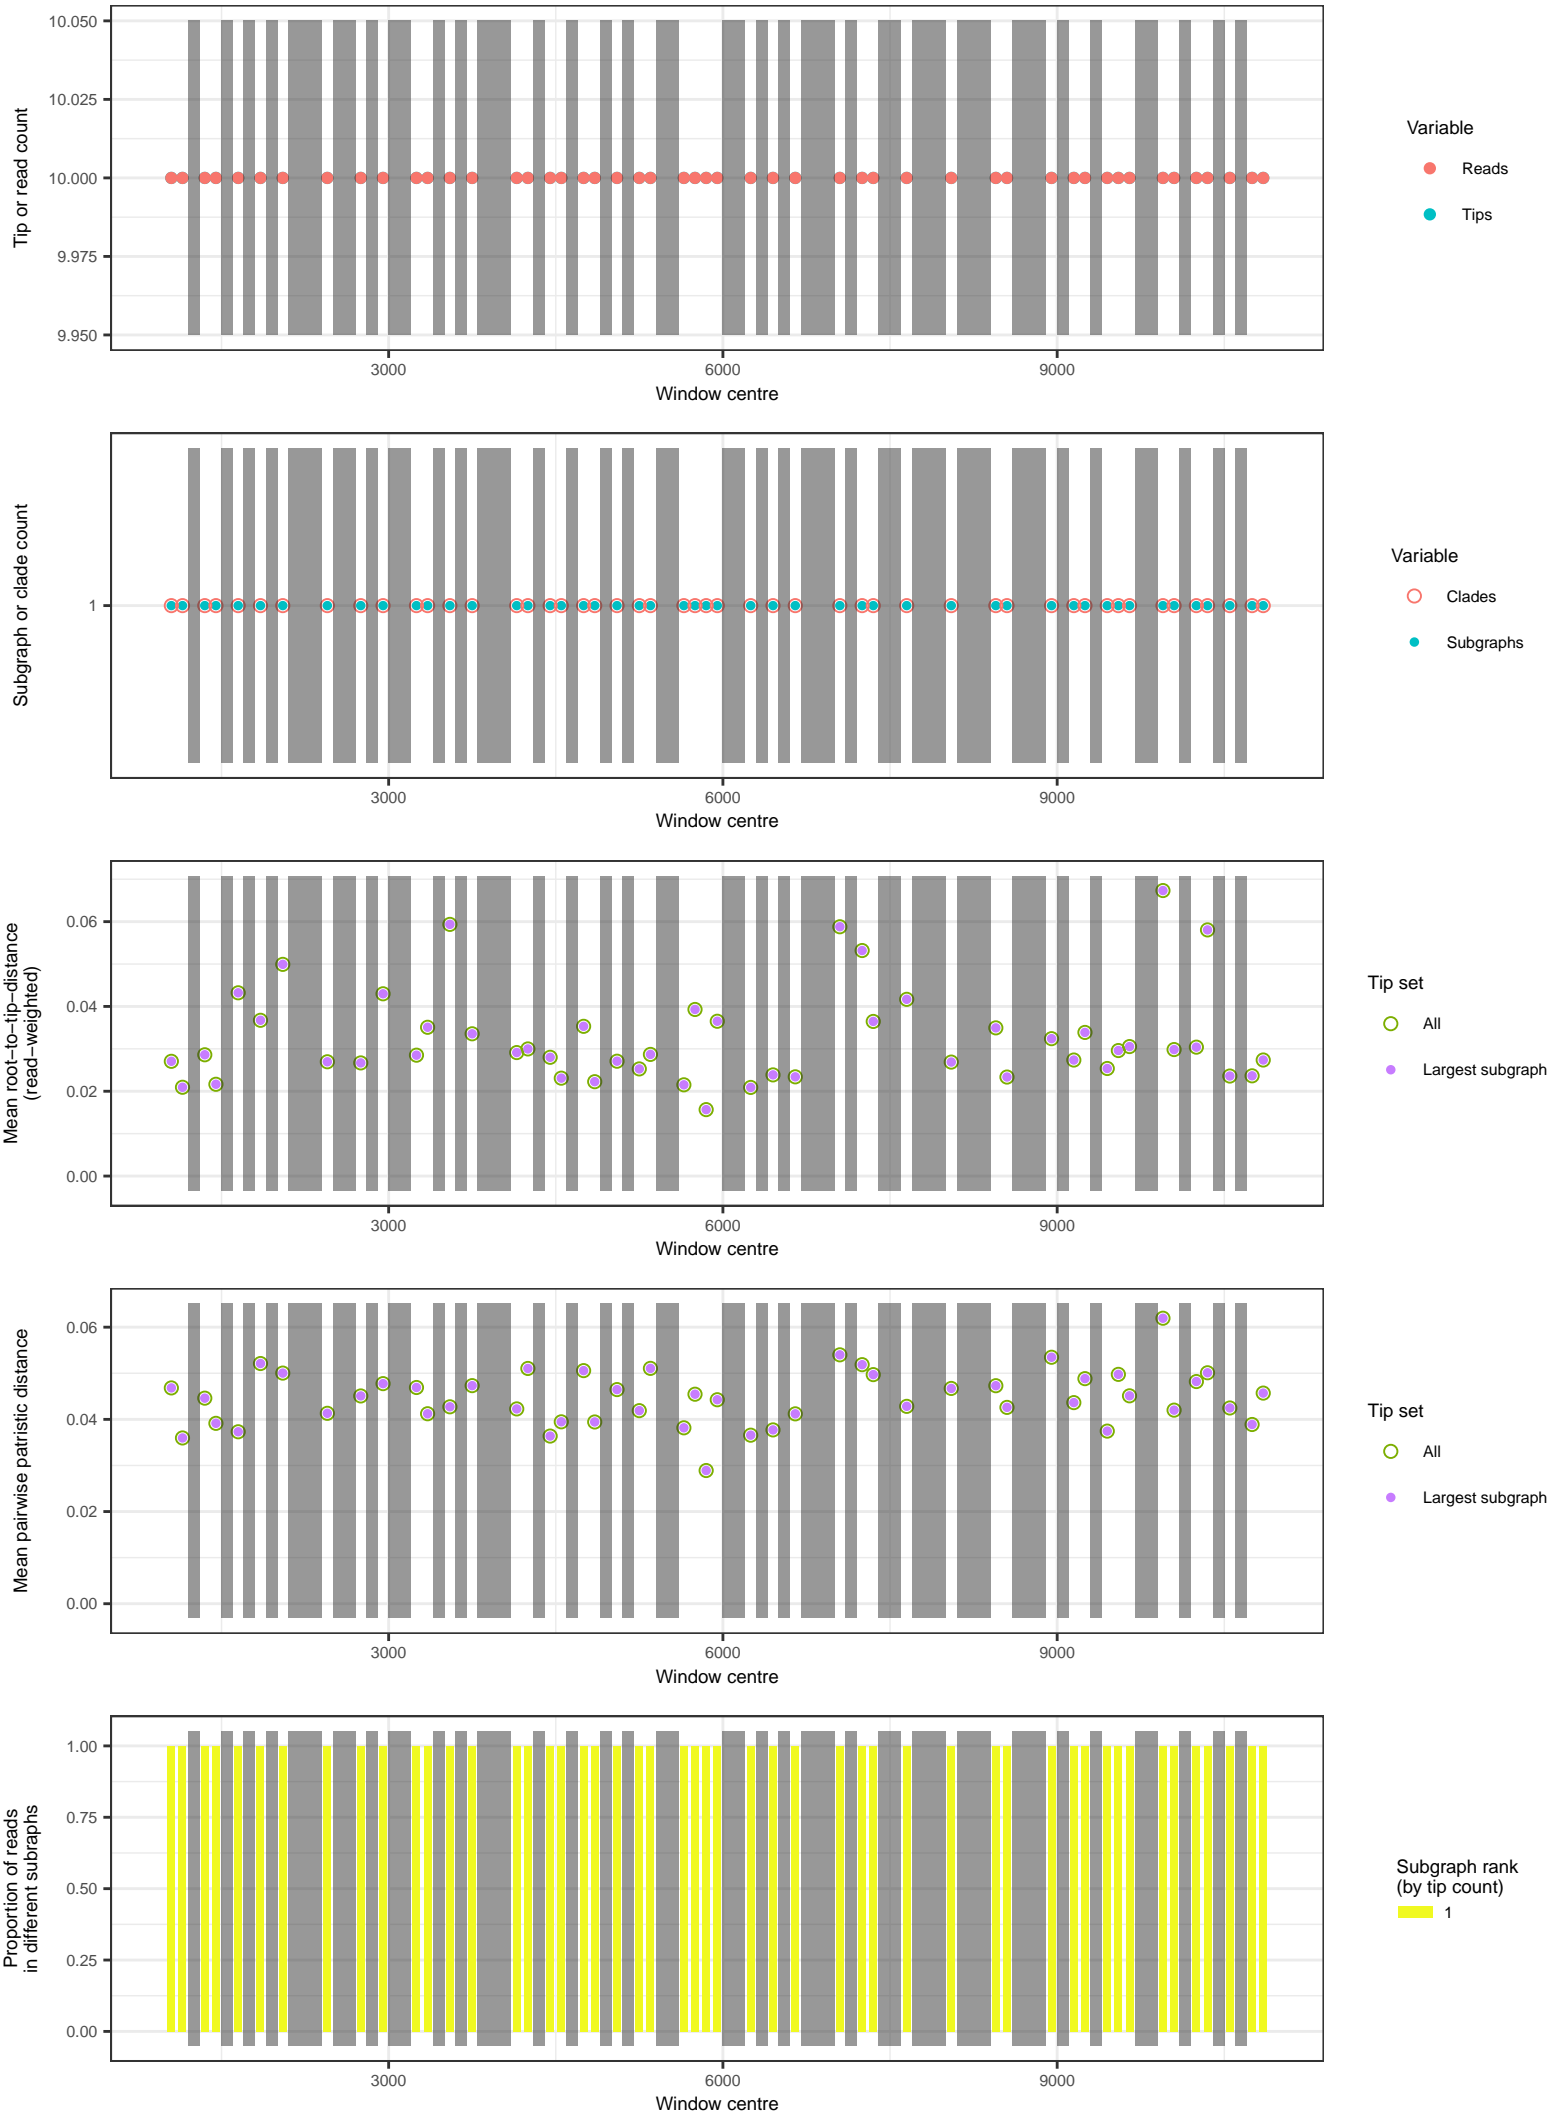 10.050
10.025
10.000
9.975
9.950
Tip or read count
3000
6000
9000
Window centre
Variable
Reads
Tips
1
Subgraph or clade count
3000
6000
9000
Window centre
Variable
Clades
Subgraphs
0.06
0.04
0.02
0.00
Mean root−to−tip−distance
(read−weighted)
3000
6000
9000
Window centre
Tip set
All
Largest subgraph
0.06
0.04
0.02
0.00
Mean pairwise patristic distance
3000
6000
9000
Window centre
Tip set
All
Largest subgraph
1.00
0.75
0.50
0.25
0.00
Proportion of reads
in different subraphs
3000
6000
9000
Window centre
Subgraph rank
(by tip count)
1